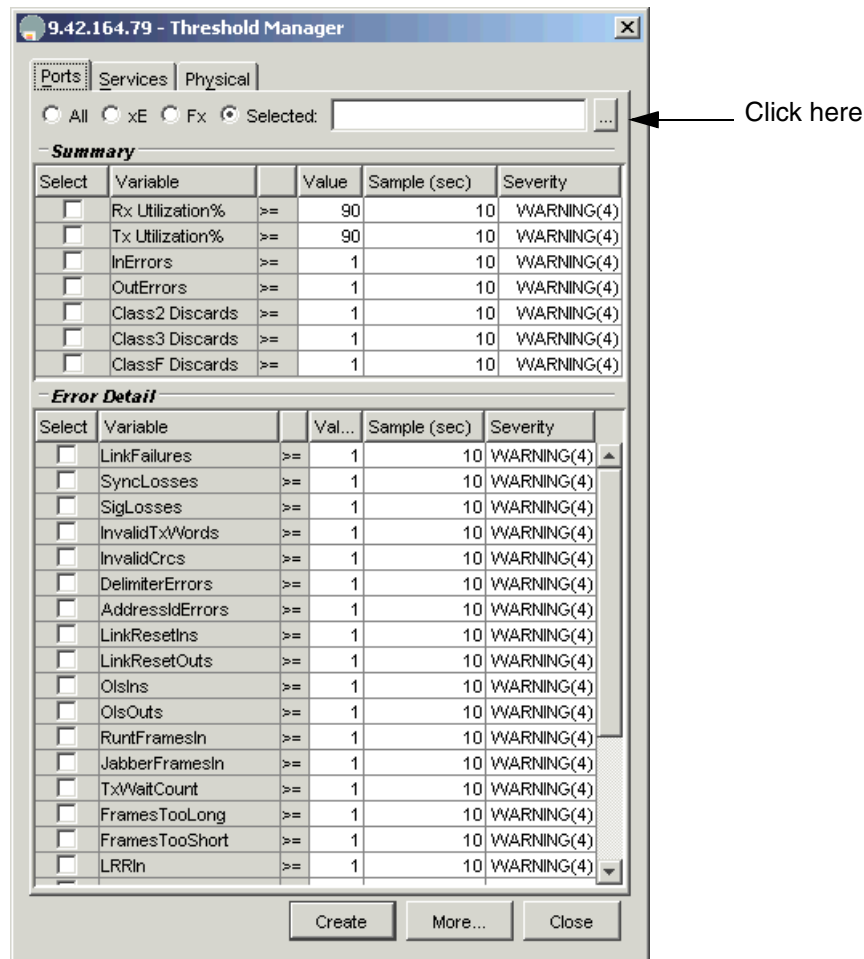 9.42.164.79 - Threshold Manager
Ports Services Physical
All xE Fx Selected: ... Click here
Summary
Select Variable Value Sample (sec) Severity
Rx Utilization% >= 90 10 WARNING(4)
Tx Utilization% >= 90 10 WARNING(4)
InErrors >= 1 10 WARNING(4)
OutErrors >= 1 10 WARNING(4)
Class2 Discards >= 1 10 WARNING(4)
Class3 Discards >= 1 10 WARNING(4)
ClassF Discards >= 1 10 WARNING(4)
Error Detail
Select Variable Val... Sample (sec) Severity
LinkFailures >= 1 10 WARNING(4)
SyncLosses >= 1 10 WARNING(4)
SigLosses >= 1 10 WARNING(4)
InvalidTxWords >= 1 10 WARNING(4)
InvalidCrcs >= 1 10 WARNING(4)
DelimiterErrors >= 1 10 WARNING(4)
AddressIdErrors >= 1 10 WARNING(4)
LinkResetIns >= 1 10 WARNING(4)
LinkResetOuts >= 1 10 WARNING(4)
OlsIns >= 1 10 WARNING(4)
OlsOuts >= 1 10 WARNING(4)
RuntFramesIn >= 1 10 WARNING(4)
JabberFramesIn >= 1 10 WARNING(4)
TxWaitCount >= 1 10 WARNING(4)
FramesTooLong >= 1 10 WARNING(4)
FramesTooShort >= 1 10 WARNING(4)
LRRIn >= 1 10 WARNING(4)
Create More... Close